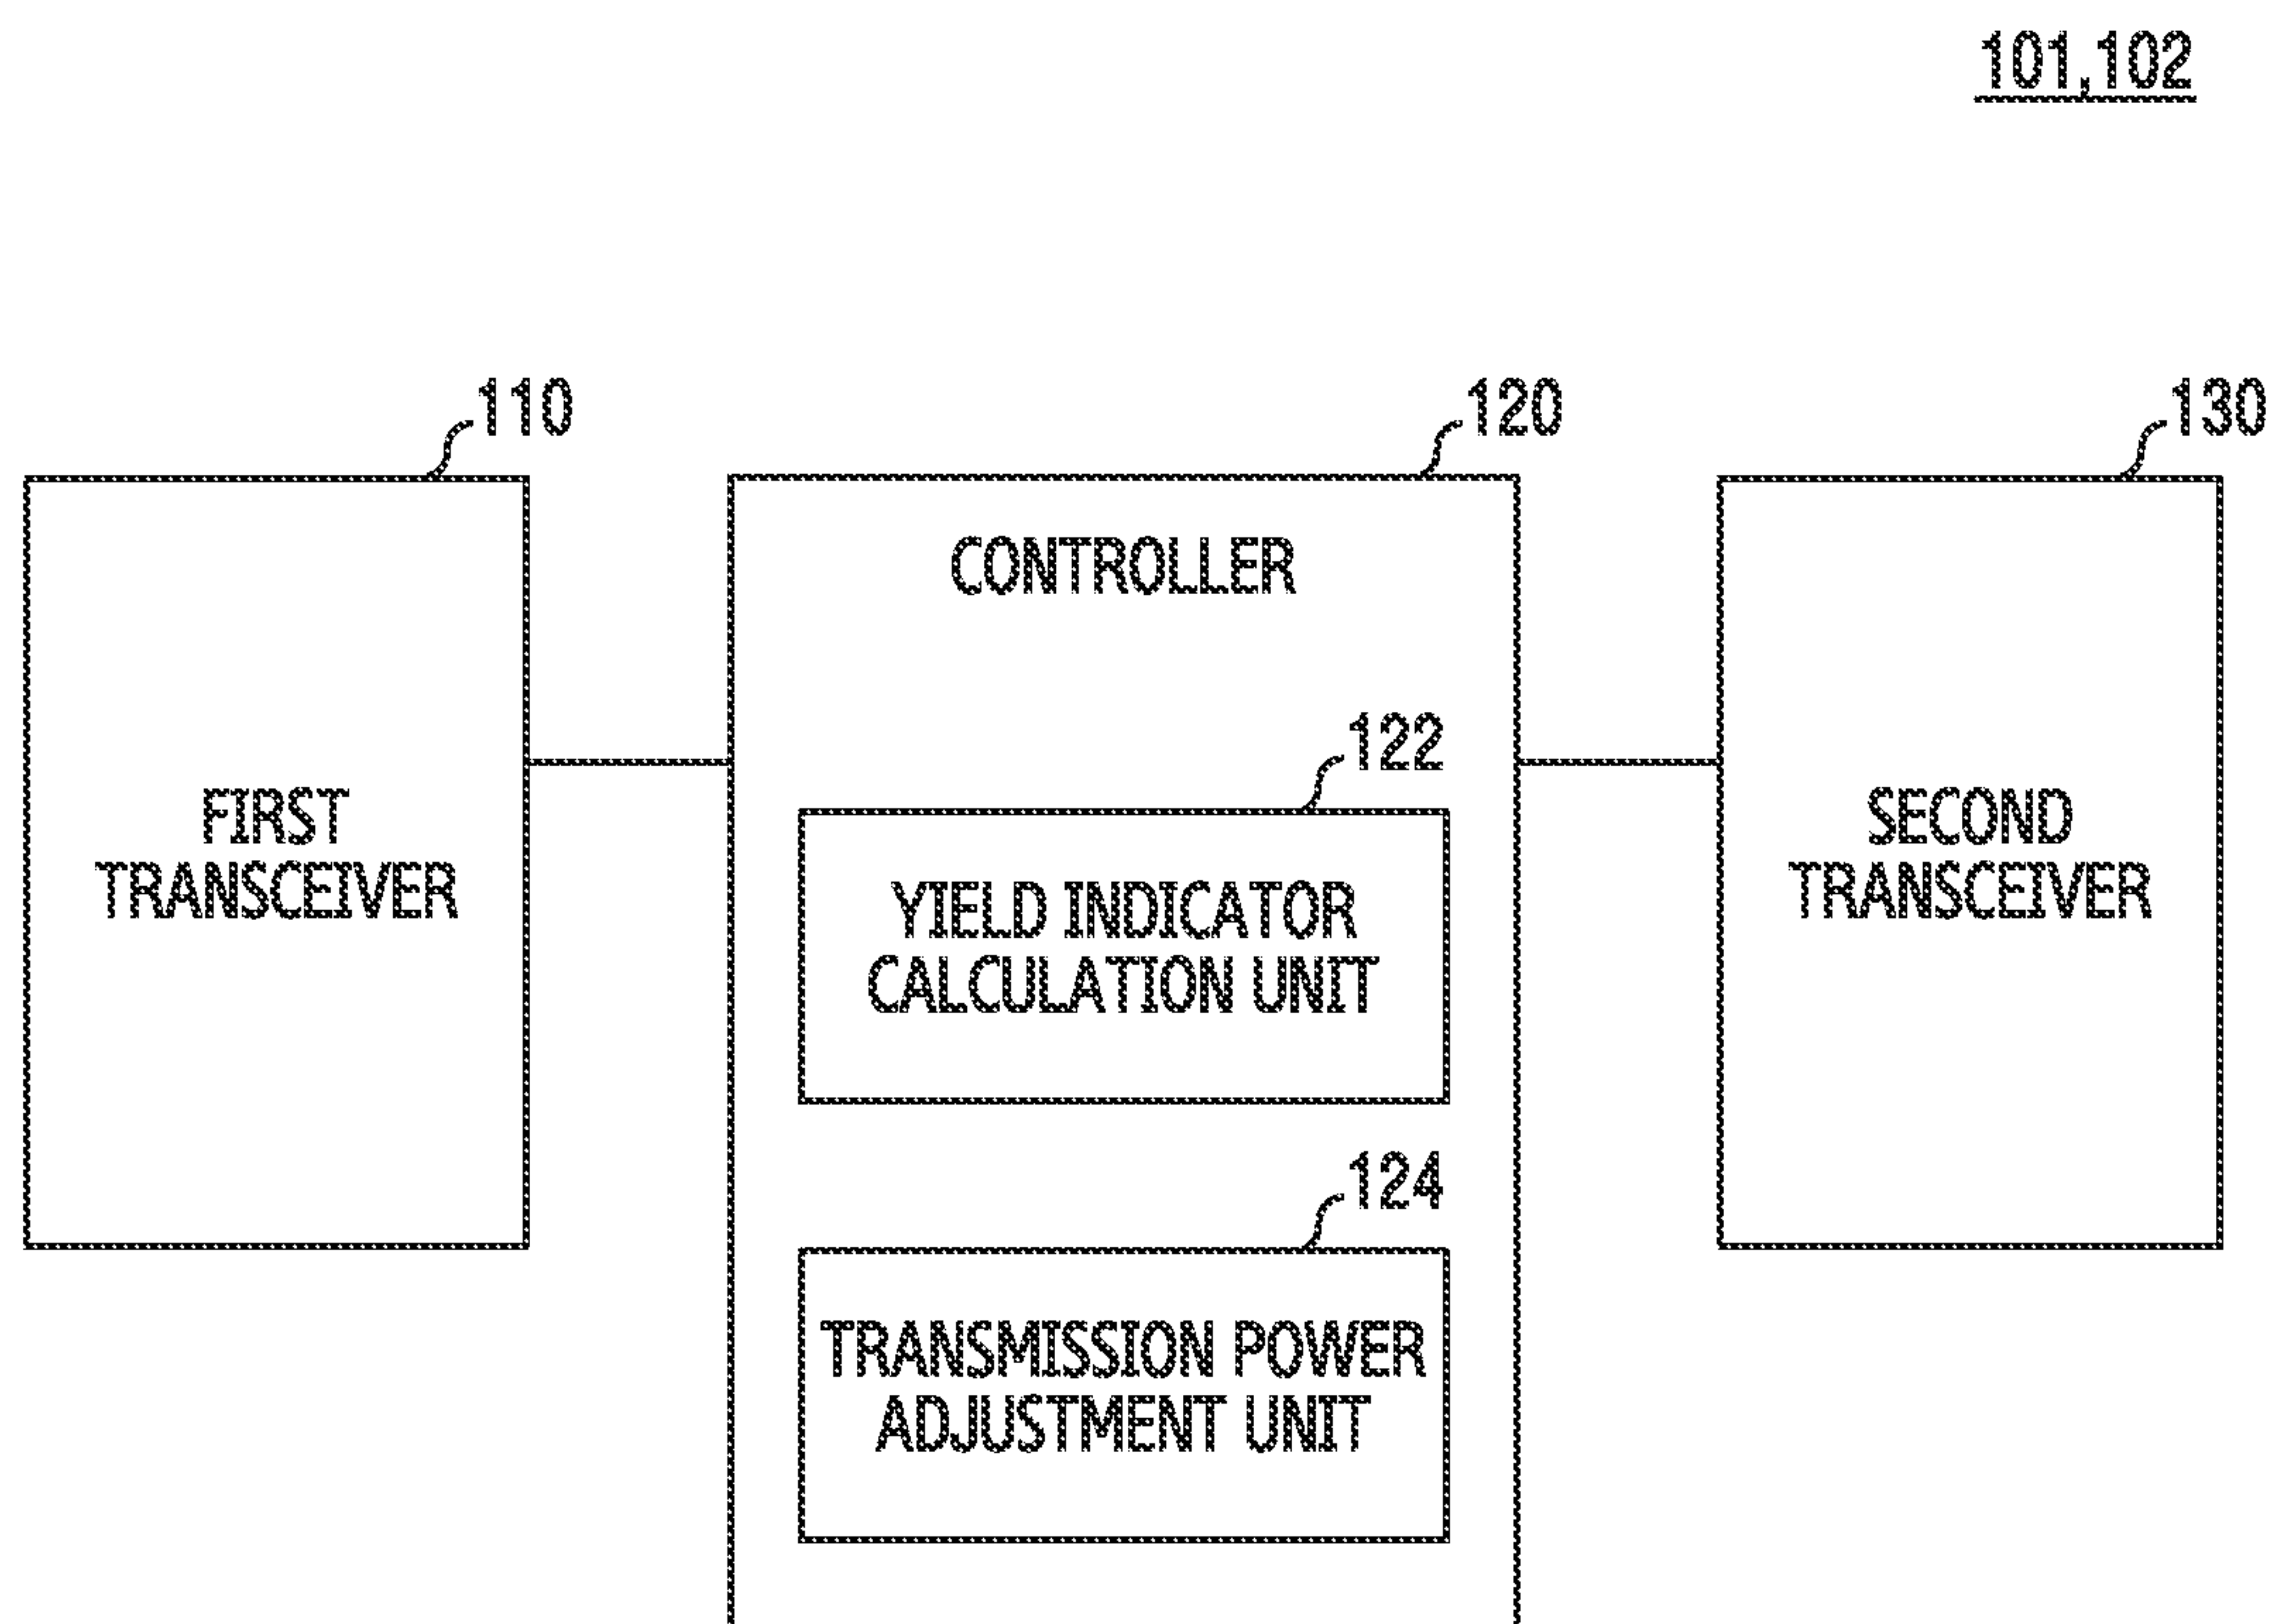 101,102
110
120
130
CONTROLLER
122
FIRST
TRANSCEIVER
YIELD INDICATOR
CALCULATION UNIT
SECOND
TRANSCEIVER
124
TRANSMISSION POWER
ADJUSTMENT UNIT